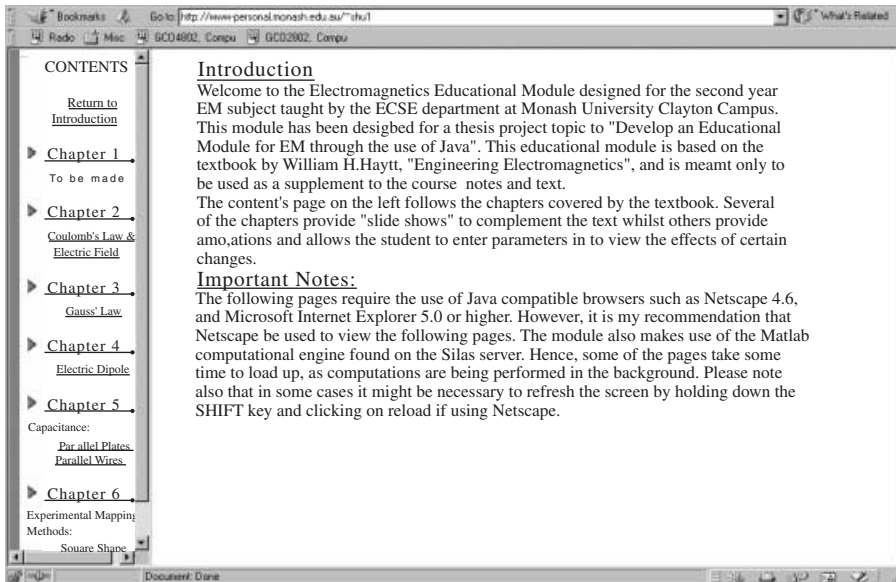 Bookmarks Go to: http://www-personal.monash.edu.au/~shu1 What's Related
Radio Misc GCO4802, Compu GCO2802, Compu
CONTENTS
Return to
Introduction
Chapter 1
To be made
Chapter 2
Coulomb's Law &
Electric Field
Chapter 3
Gauss' Law
Chapter 4
Electric Dipole
Chapter 5
Capacitance:
Par allel Plates
Parallel Wires
Chapter 6
Experimental Mapping
Methods:
Square Shape
Introduction
Welcome to the Electromagnetics Educational Module designed for the second year
EM subject taught by the ECSE department at Monash University Clayton Campus.
This module has been desigbed for a thesis project topic to "Develop an Educational
Module for EM through the use of Java". This educational module is based on the
textbook by William H.Haytt, "Engineering Electromagnetics", and is meamt only to
be used as a supplement to the course notes and text.
The content's page on the left follows the chapters covered by the textbook. Several
of the chapters provide "slide shows" to complement the text whilst others provide
amo,ations and allows the student to enter parameters in to view the effects of certain
changes.
Important Notes:
The following pages require the use of Java compatible browsers such as Netscape 4.6,
and Microsoft Internet Explorer 5.0 or higher. However, it is my recommendation that
Netscape be used to view the following pages. The module also makes use of the Matlab
computational engine found on the Silas server. Hence, some of the pages take some
time to load up, as computations are being performed in the background. Please note
also that in some cases it might be necessary to refresh the screen by holding down the
SHIFT key and clicking on reload if using Netscape.
Document: Done